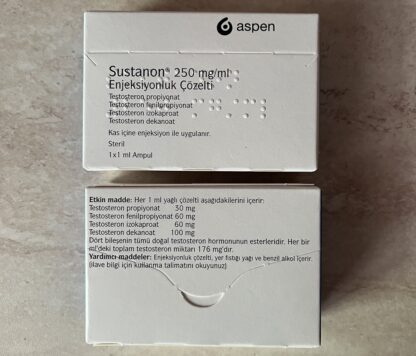 aspen
Sustanon® 250 mg/ml
Enjeksiyonluk Çözelti
Testosteron propiyonat
Testosteron fenilpropiyonat
Testosteron izokaproat
Testosteron dekanoat
Kas içine enjeksiyon ile uygulanır.
Steril
1x1 ml Ampul
Etkin madde: Her 1 ml yağlı çözelti aşağıdakilerini içerir:
Testosteron propiyonat 30 mg
Testosteron fenilpropiyonat 60 mg
Testosteron izokaproat 60 mg
Testosteron dekanoat 100 mg
Dört bileşenin tümü doğal testosteron hormonunun esterleridir. Her bir
ml'deki toplam testosteron miktarı 176 mg'dır.
Yardımcı maddeler: Enjeksiyonluk çözelti, yer fıstığı yağı ve benzil alkol içerir.
(ilave bilgi için kullanma talimatını okuyunuz)